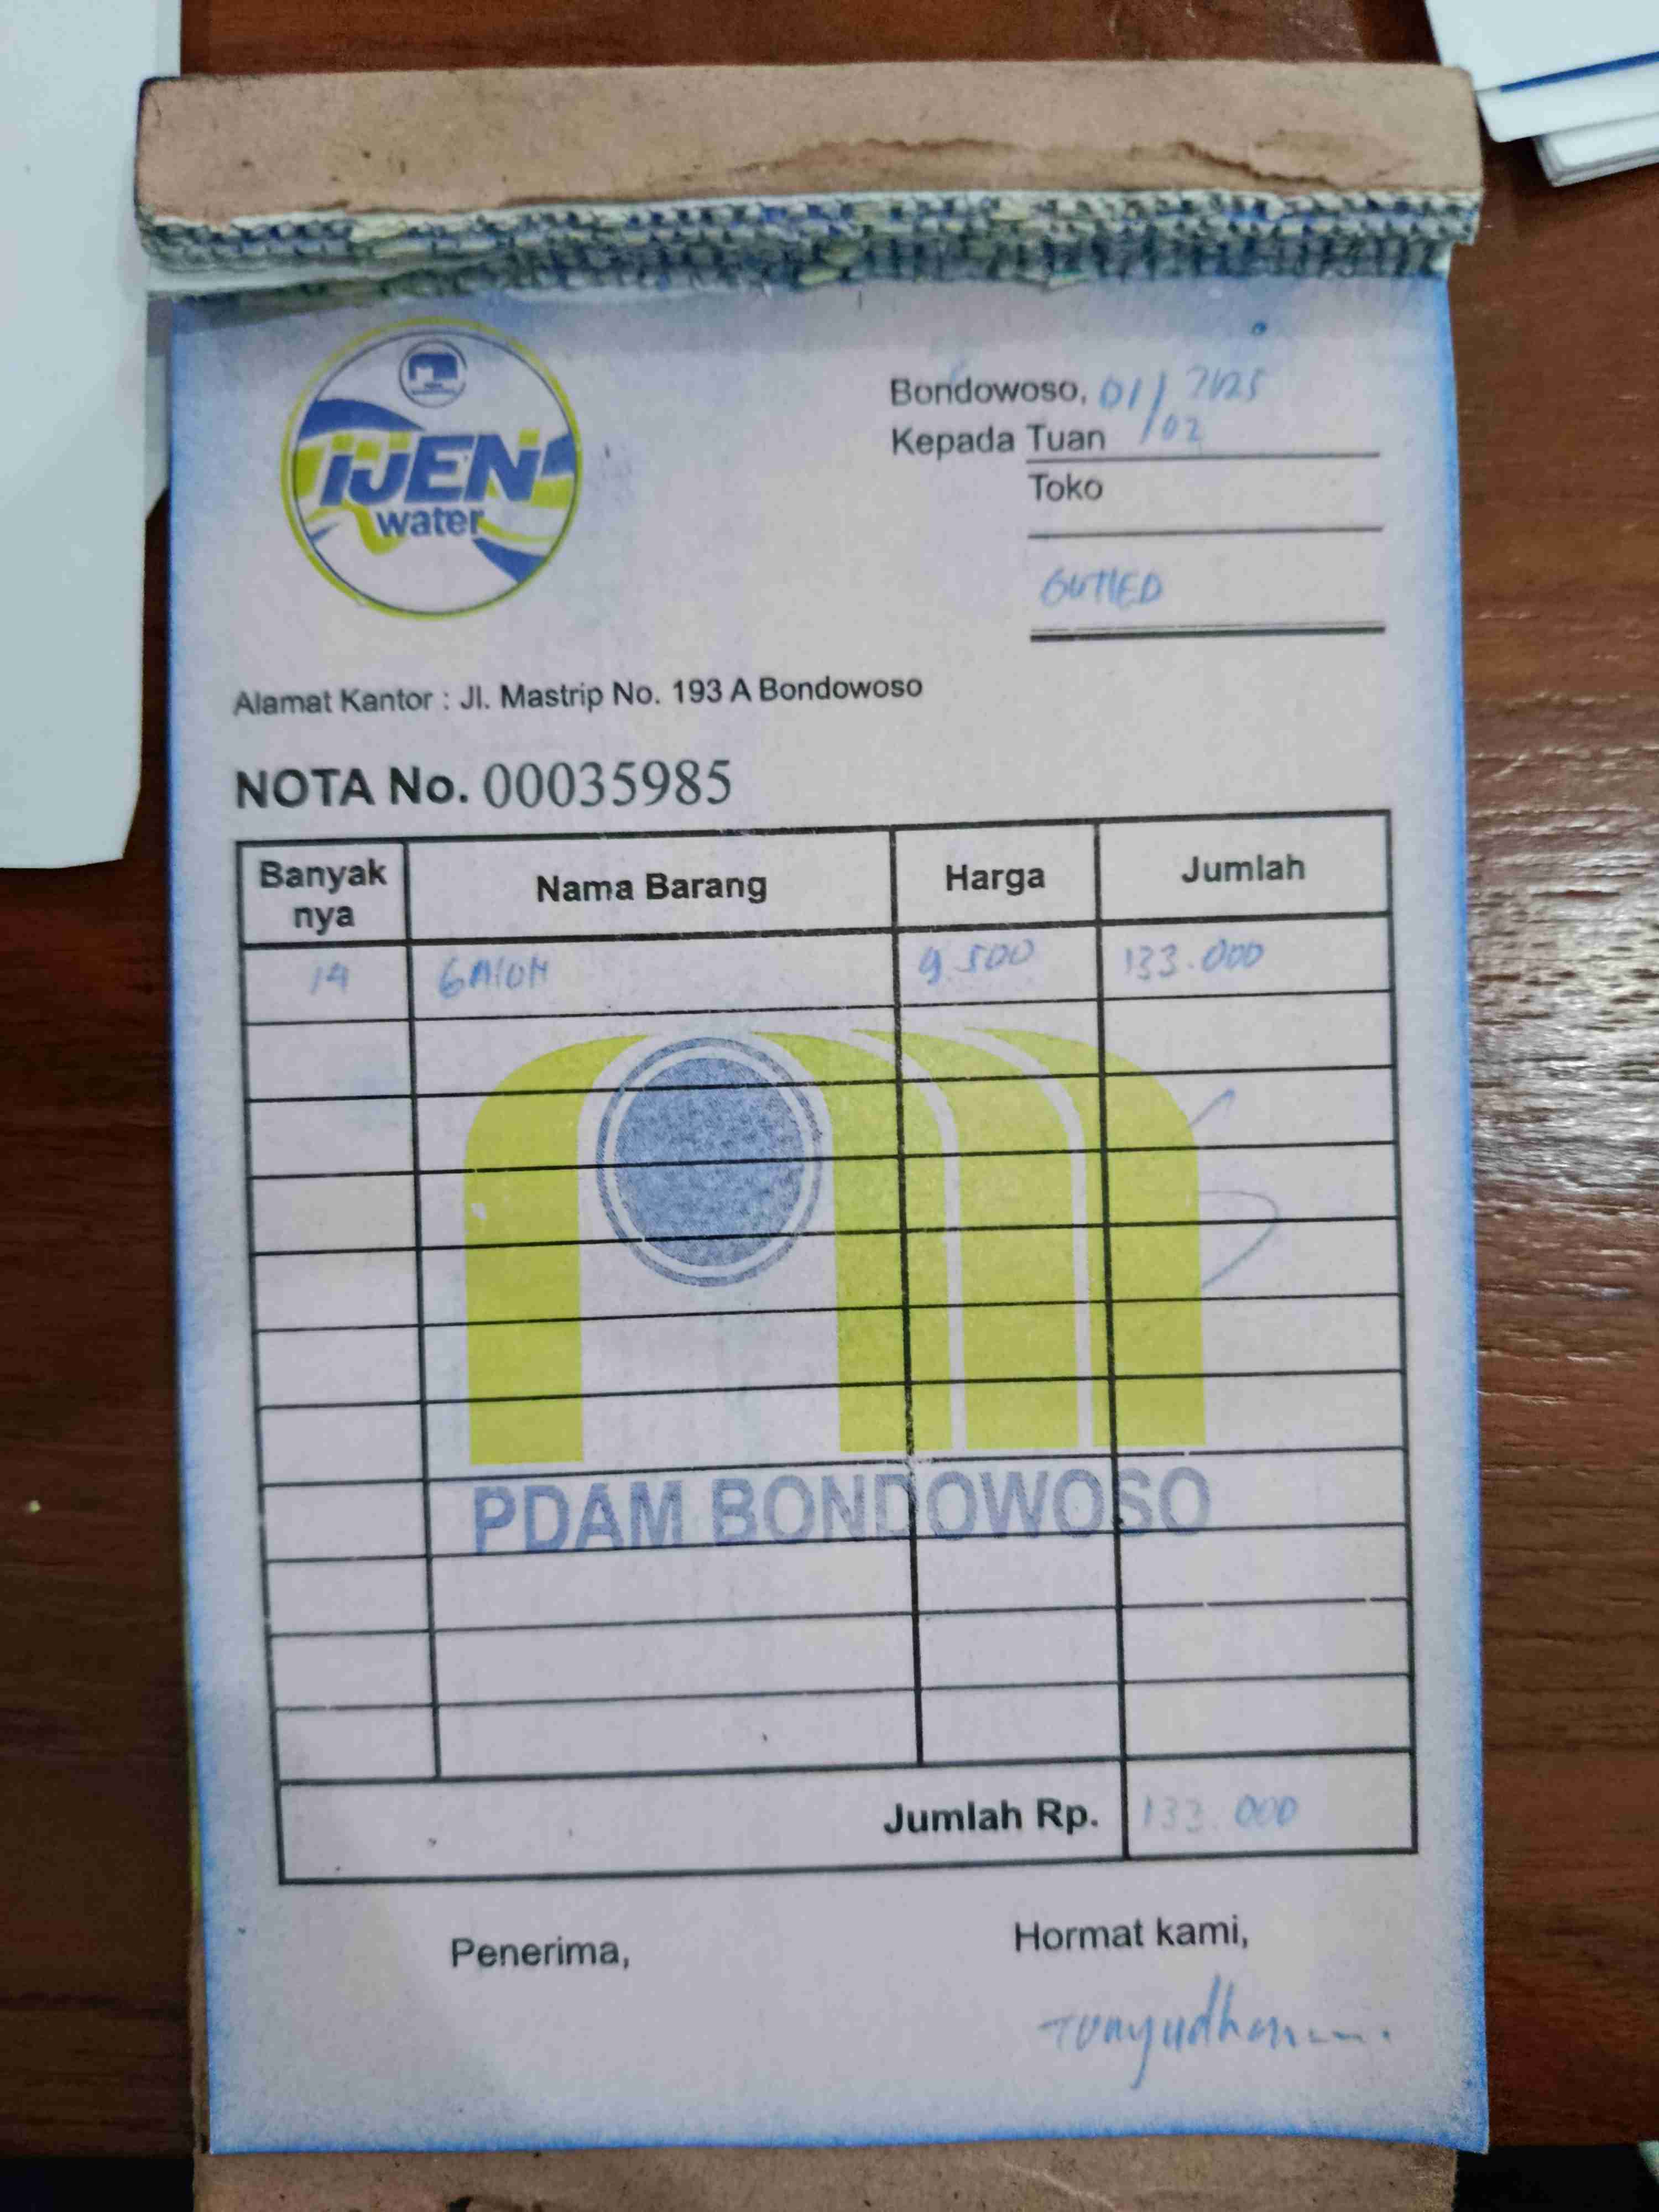 IJEN
water
Bondowoso, 01/02 2025
Kepada Tuan
Toko
Alamat Kantor : Jl. Mastrip No. 193 A Bondowoso
NOTA No. 00035985
Banyak nya Nama Barang Harga Jumlah
14 GAlON 9.500 133.000
PDAM BONDOWOSO
Jumlah Rp. 133.000
Penerima, Hormat kami,